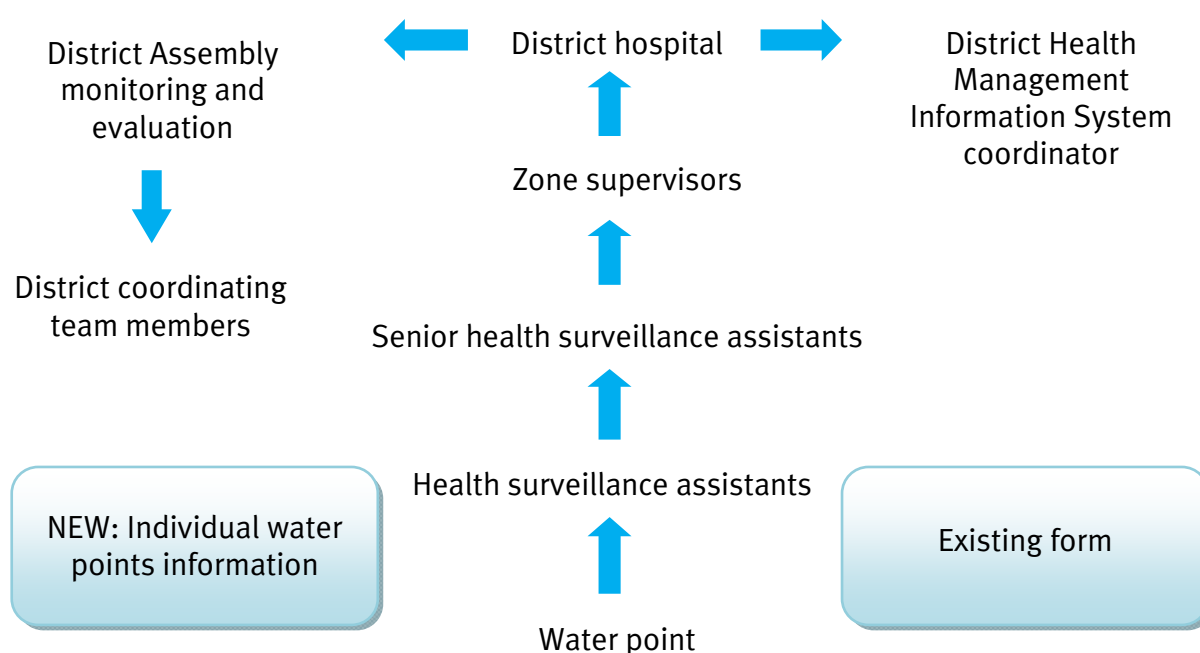 District Assembly
monitoring and
evaluation
District hospital
District Health
Management
Information System
coordinator
Zone supervisors
District coordinating
team members
Senior health surveillance assistants
NEW: Individual water
points information
Health surveillance assistants
Existing form
Water point